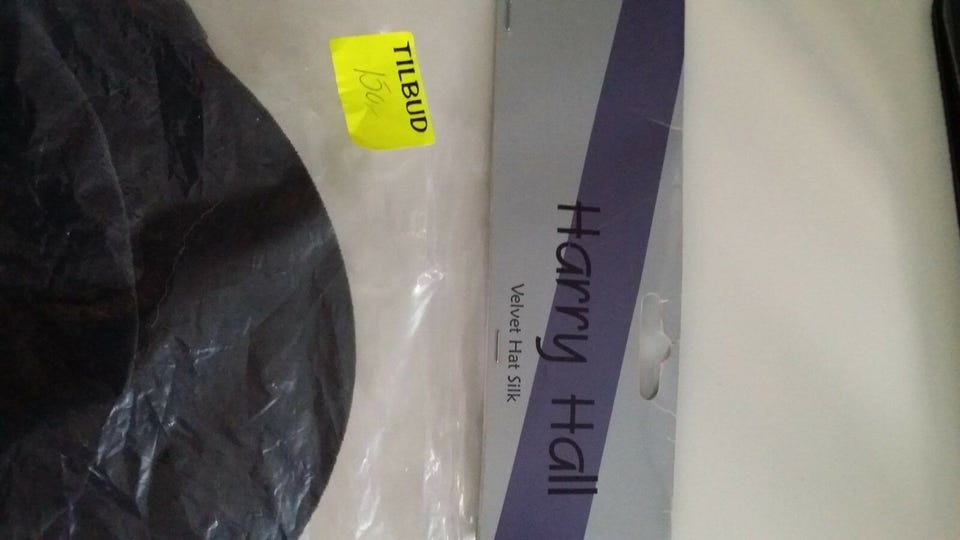 TILBUD
150,-
Harry Hall
Velvet Hat Silk